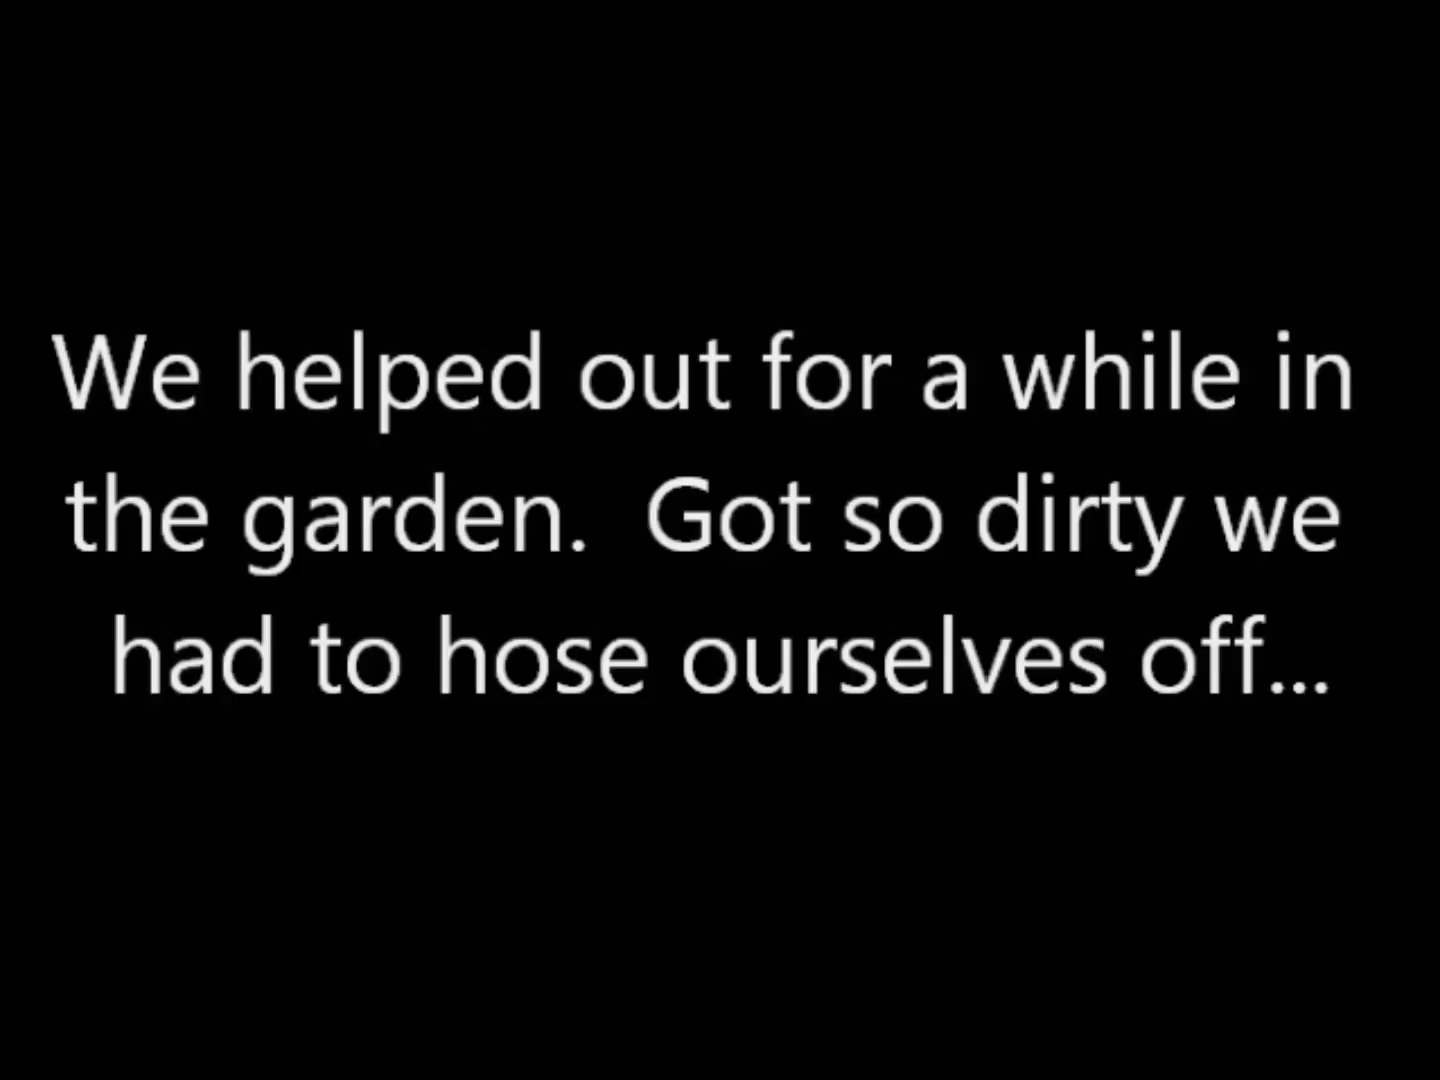 We helped out for a while in
the garden.  Got so dirty we
had to hose ourselves off...